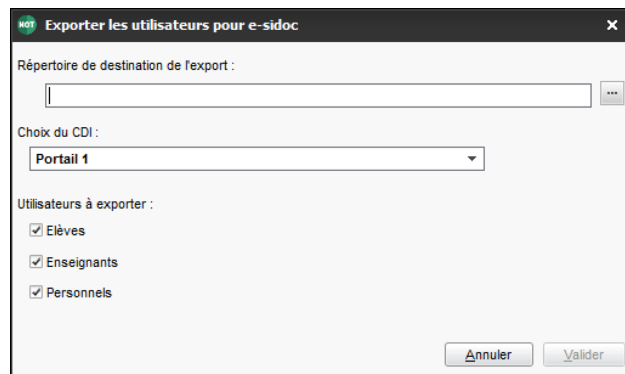 NOT Exporter les utilisateurs pour e-sidoc
Répertoire de destination de l'export :
...
Choix du CDI :
Portail 1
Utilisateurs à exporter :
Elèves
Enseignants
Personnels
Annuler Valider